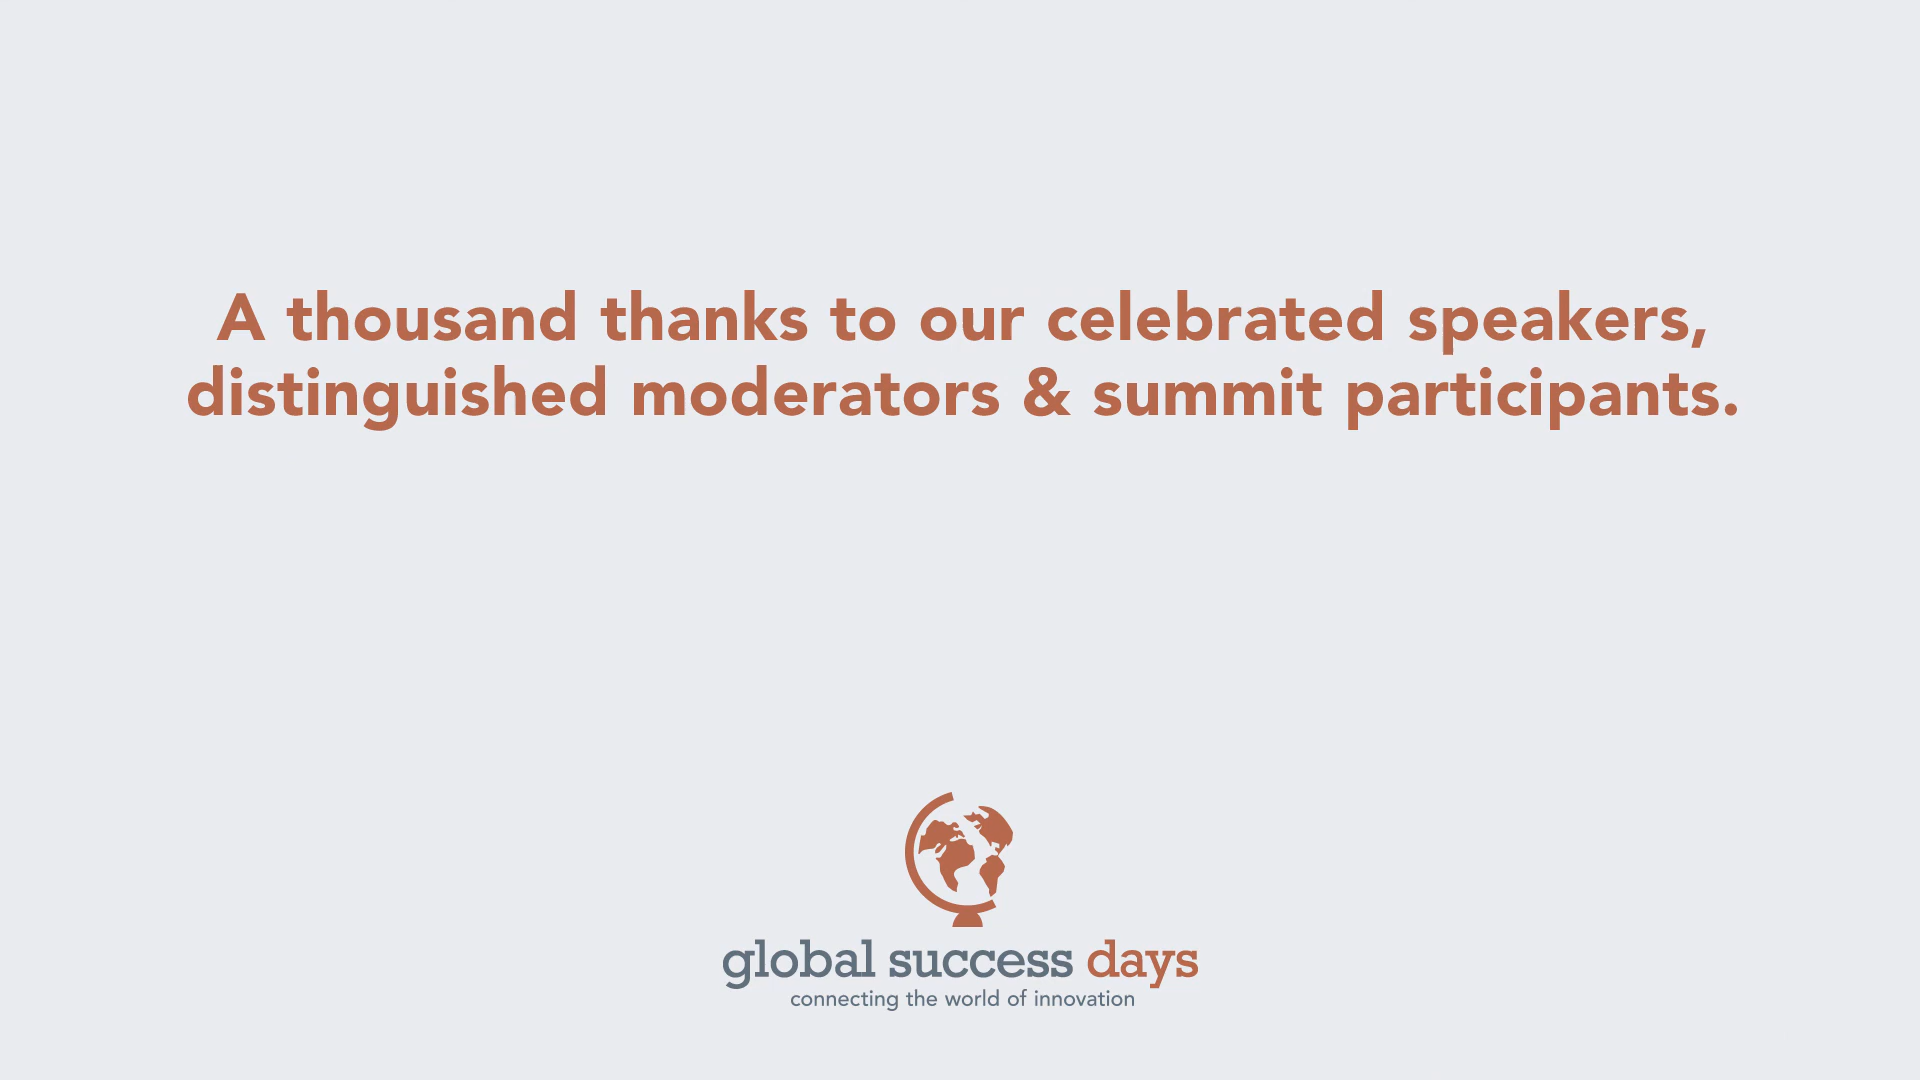 A thousand thanks to our celebrated speakers,
distinguished moderators & summit participants.
global success days
connecting the world of innovation